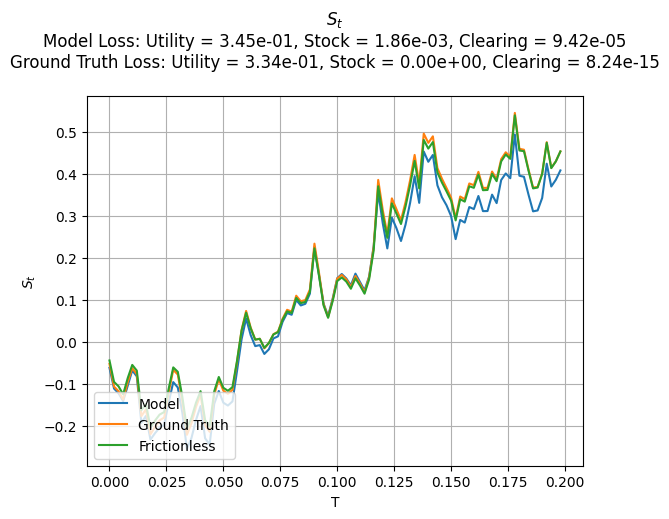 S_t
Model Loss: Utility = 3.45e-01, Stock = 1.86e-03, Clearing = 9.42e-05
Ground Truth Loss: Utility = 3.34e-01, Stock = 0.00e+00, Clearing = 8.24e-15
0.5
0.4
0.3
0.2
0.1
0.0
−0.1
−0.2
S_t
Model
Ground Truth
Frictionless
0.000 0.025 0.050 0.075 0.100 0.125 0.150 0.175 0.200
T